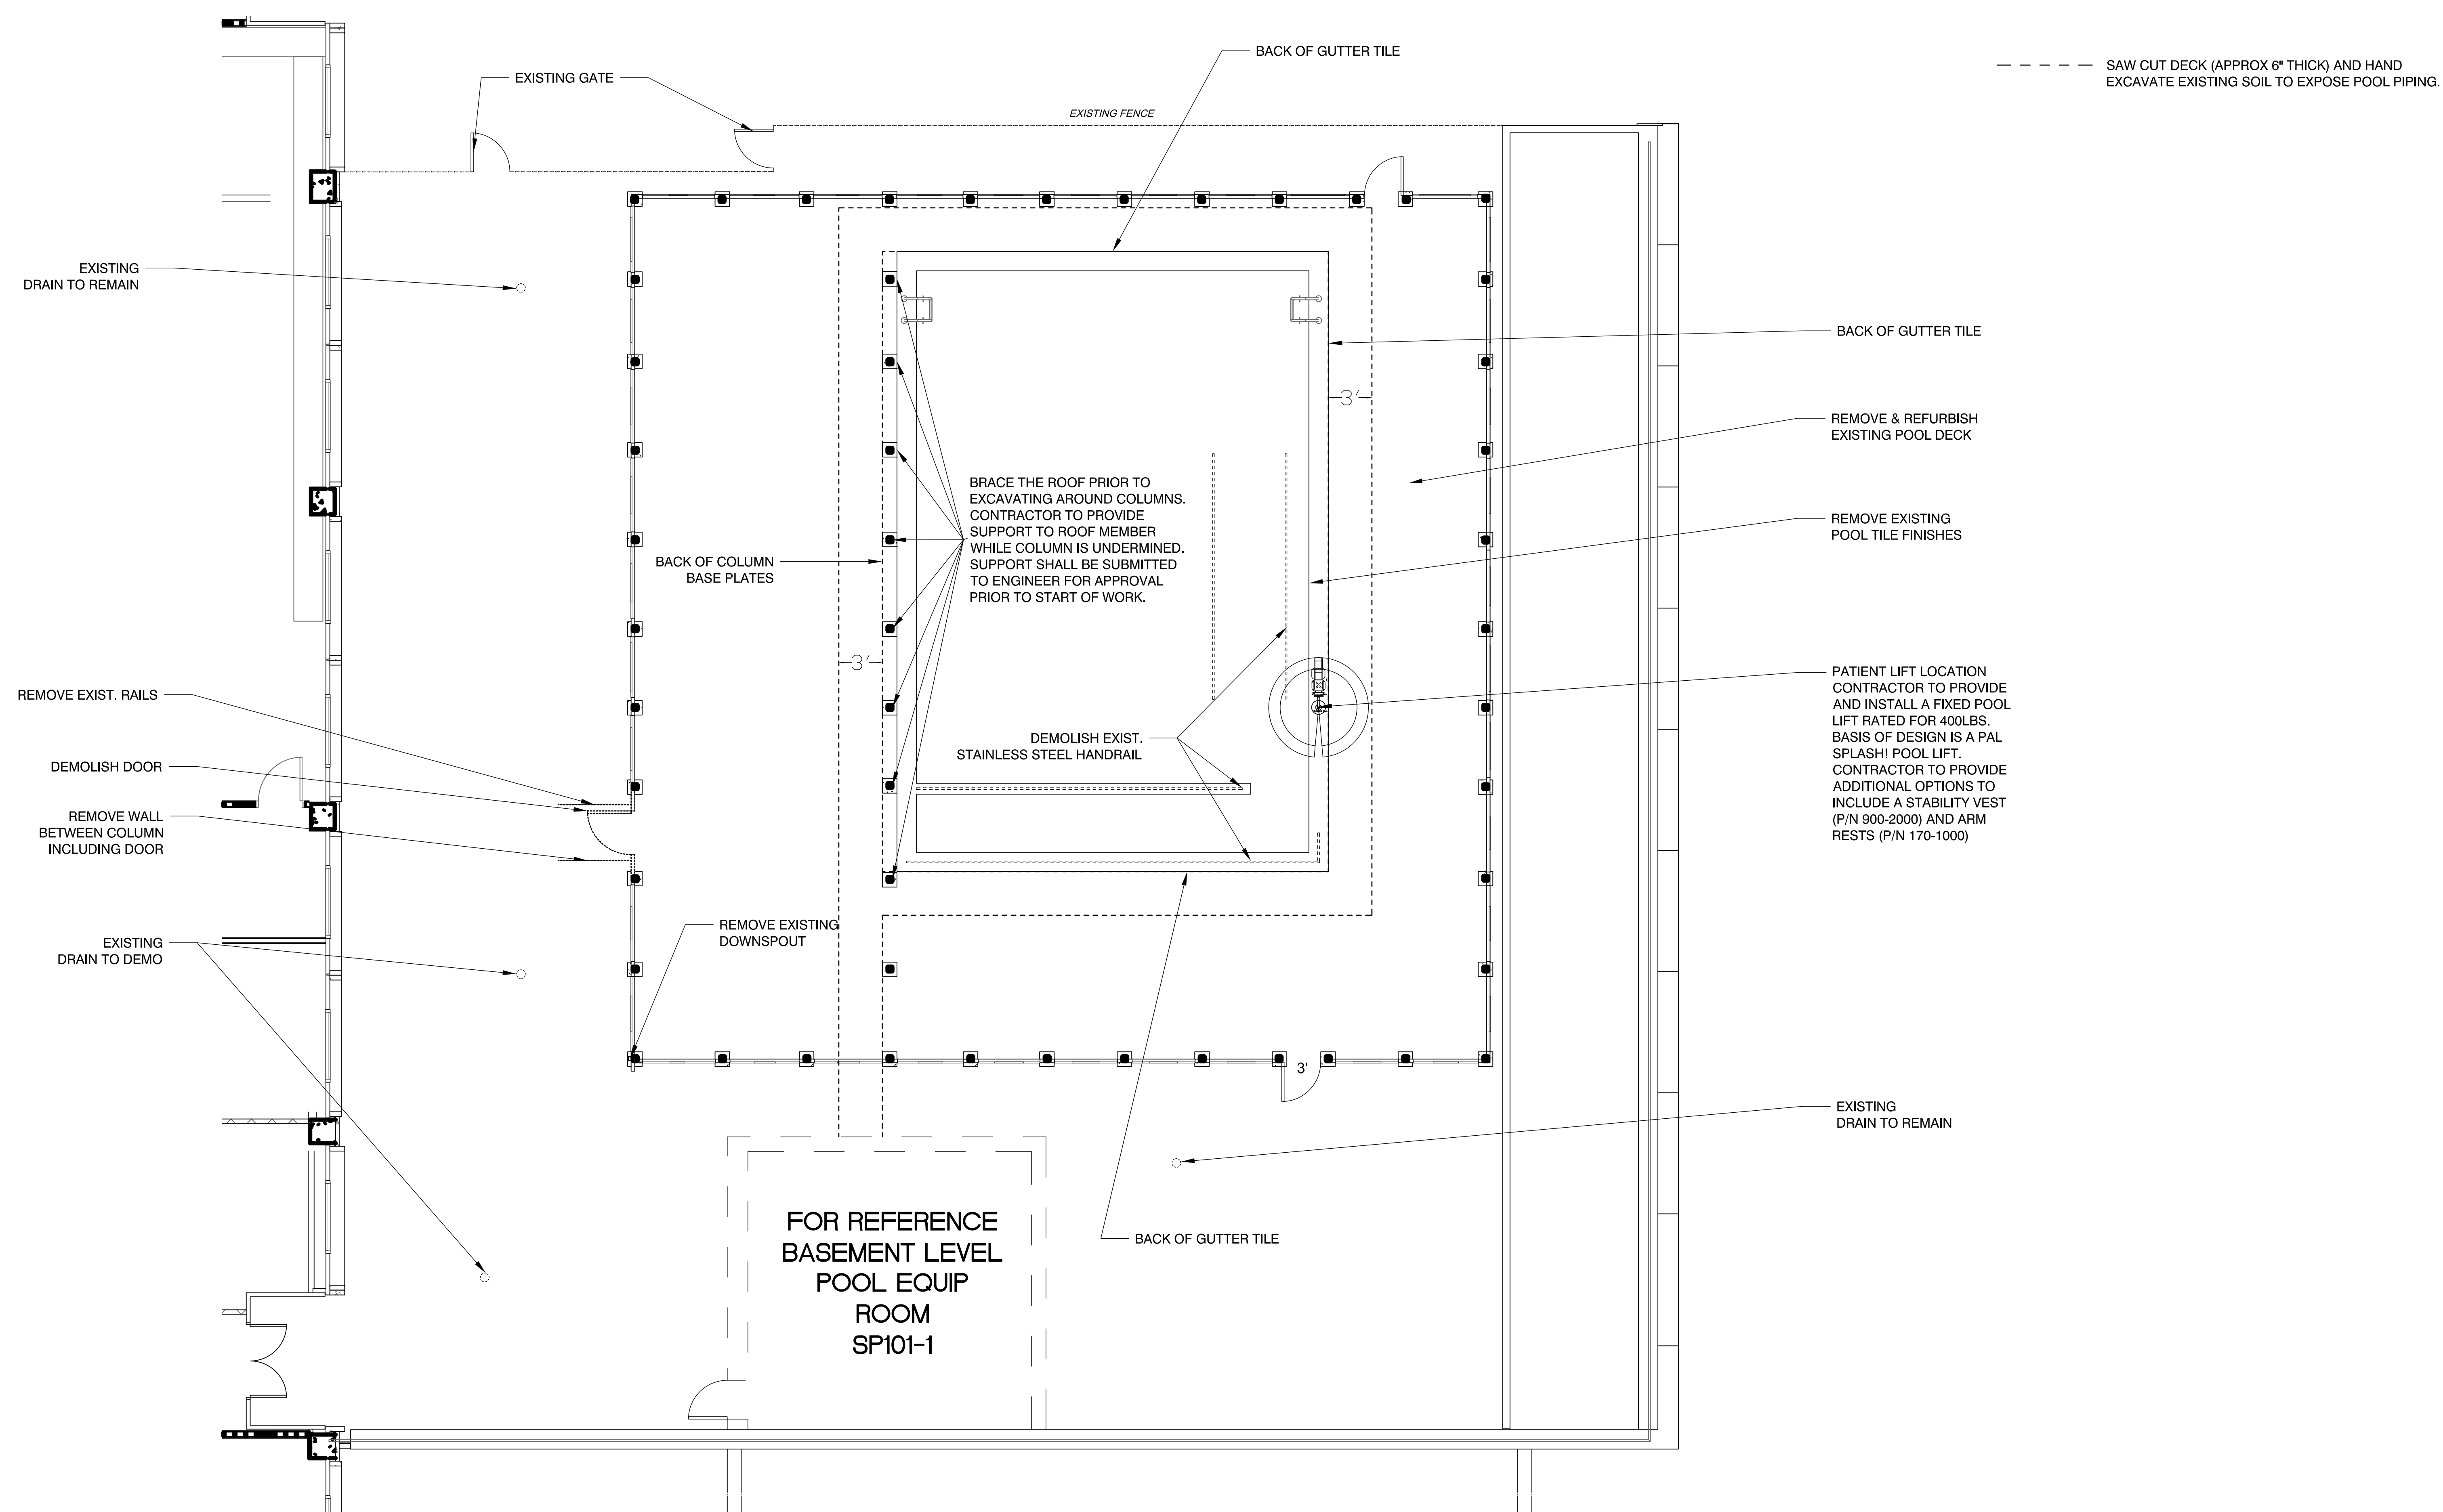 BACK OF GUTTER TILE
SAW CUT DECK (APPROX 6" THICK) AND HAND
EXCAVATE EXISTING SOIL TO EXPOSE POOL PIPING.
EXISTING GATE
EXISTING FENCE
EXISTING
DRAIN TO REMAIN
BACK OF GUTTER TILE
3'
REMOVE & REFURBISH
EXISTING POOL DECK
BRACE THE ROOF PRIOR TO
EXCAVATING AROUND COLUMNS.
CONTRACTOR TO PROVIDE
SUPPORT TO ROOF MEMBER
WHILE COLUMN IS UNDERMINED.
SUPPORT SHALL BE SUBMITTED
TO ENGINEER FOR APPROVAL
PRIOR TO START OF WORK.
REMOVE EXISTING
POOL TILE FINISHES
BACK OF COLUMN
BASE PLATES
3'
REMOVE EXIST. RAILS
PATIENT LIFT LOCATION
CONTRACTOR TO PROVIDE
AND INSTALL A FIXED POOL
LIFT RATED FOR 400LBS.
BASIS OF DESIGN IS A PAL
SPLASH! POOL LIFT.
CONTRACTOR TO PROVIDE
ADDITIONAL OPTIONS TO
INCLUDE A STABILITY VEST
(P/N 900-2000) AND ARM
RESTS (P/N 170-1000)
DEMOLISH EXIST.
STAINLESS STEEL HANDRAIL
DEMOLISH DOOR
REMOVE WALL
BETWEEN COLUMN
INCLUDING DOOR
REMOVE EXISTING
DOWNSPOUT
EXISTING
DRAIN TO DEMO
3'
EXISTING
DRAIN TO REMAIN
FOR REFERENCE
BASEMENT LEVEL
POOL EQUIP
ROOM
SP101-1
BACK OF GUTTER TILE